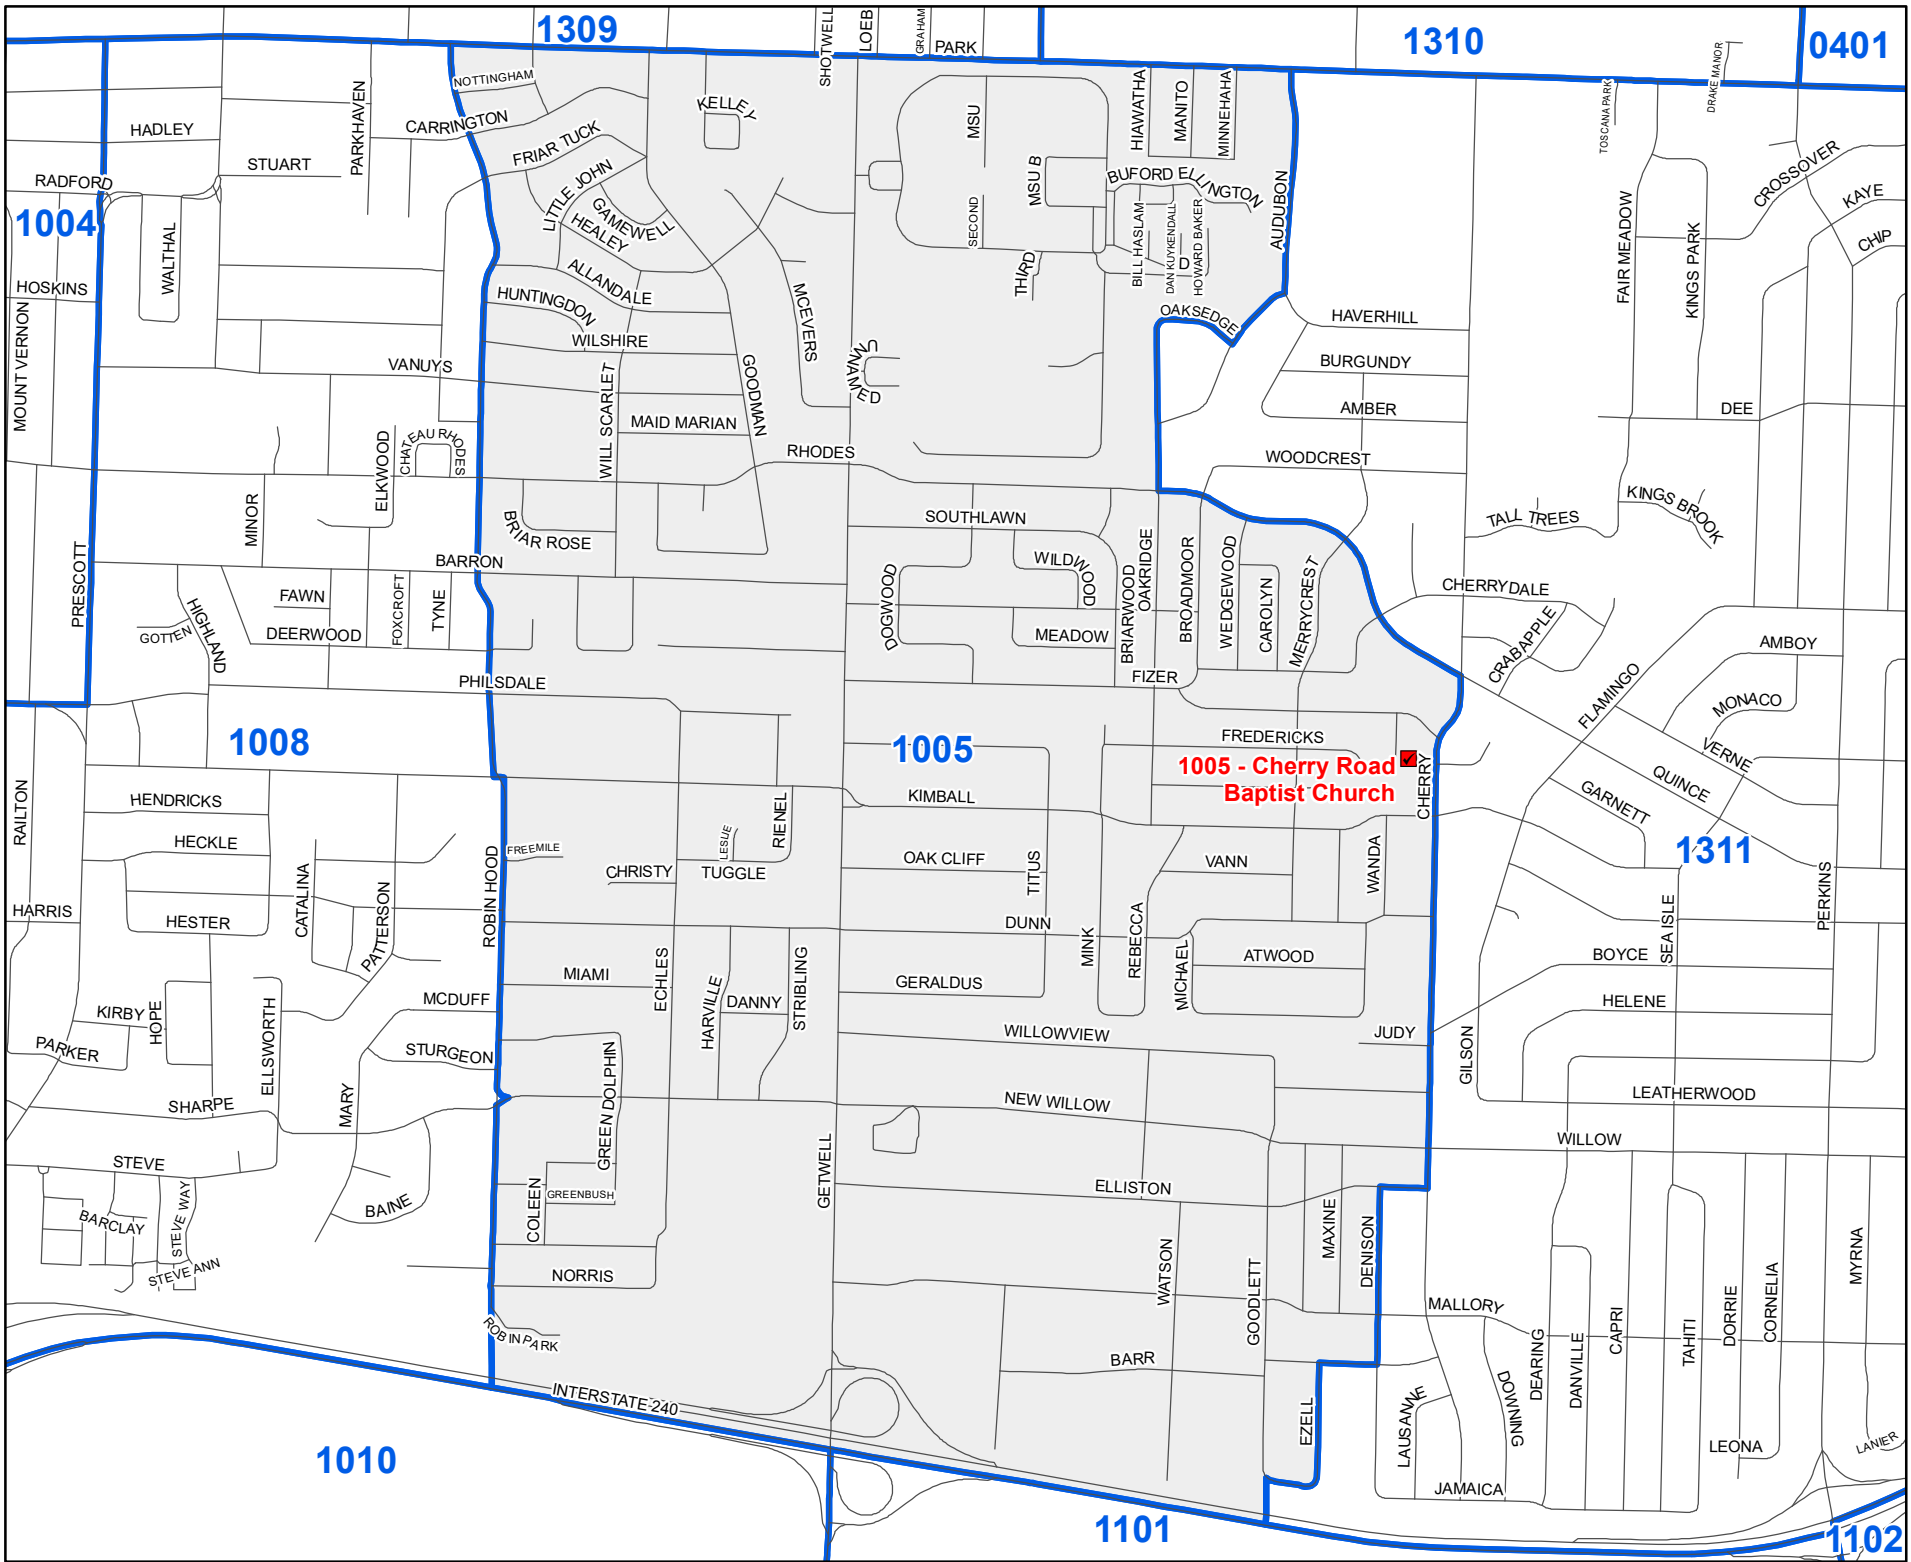 1309
1310
0401
SHOTWELL
LOEB
GRAHAM
PARK
DRAKE MANOR
NOTTINGHAM
PARKHAVEN
KELLEY
MSU
HIAWATHA
MANITO
MINNEHAHA
TOSCANA PARK
HADLEY
CARRINGTON
FRIAR TUCK
STUART
CROSSOVER
RADFORD
LITTLE JOHN
MSU B
BUFORD ELLINGTON
KAYE
1004
GAMEWELL
HEALEY
SECOND
AUDUBON
FAIR MEADOW
CHIP
WALTHAL
BILL HASLAM
DAN KUYKENDALL
HOWARD BAKER
D
KINGS PARK
HOSKINS
ALLANDALE
THIRD
HUNTINGDON
MCEVERS
OAKSEDGE
HAVERHILL
MOUNT VERNON
WILSHIRE
UNNAMED
BURGUNDY
VANUYS
GOODMAN
WILL SCARLET
AMBER
DEE
MAID MARIAN
CHATEAU RHODES
ELKWOOD
RHODES
WOODCREST
MINOR
KINGS BROOK
BRIAR ROSE
SOUTHLAWN
TALL TREES
BARRON
WILDWOOD
OAKRIDGE
BROADMOOR
WEDGEWOOD
PRESCOTT
FAWN
FOXCROFT
TYNE
DOGWOOD
BRIARWOOD
CAROLYN
MERRYCREST
CHERRYDALE
HIGHLAND
GOTTEN
DEERWOOD
MEADOW
CRABAPPLE
AMBOY
PHILSDALE
FIZER
FLAMINGO
MONACO
1008
1005
FREDERICKS
VERNE
1005 - Cherry Road
Baptist Church
CHERRY
QUINCE
HENDRICKS
KIMBALL
GARNETT
RAILTON
RIENEL
HECKLE
FREEMILE
LESLIE
OAK CLIFF
TITUS
VANN
WANDA
1311
CHRISTY
TUGGLE
CATALINA
PATTERSON
ROBIN HOOD
PERKINS
HARRIS
HESTER
DUNN
MINK
REBECCA
SEA ISLE
MICHAEL
ATWOOD
BOYCE
MIAMI
ECHLES
STRIBLING
GERALDUS
MCDUFF
HARVILLE
DANNY
HELENE
KIRBY
HOPE
ELLSWORTH
WILLOWVIEW
JUDY
PARKER
STURGEON
GREEN DOLPHIN
GILSON
SHARPE
MARY
NEW WILLOW
LEATHERWOOD
GETWELL
WILLOW
STEVE
COLEEN
GREENBUSH
ELLISTON
BARCLAY
STEVE WAY
BAINE
MAXINE
DENISON
MYRNA
STEVE ANN
NORRIS
WATSON
GOODLETT
MALLORY
CAPRI
TAHITI
DORIE
CORNELIA
ROBIN PARK
BARR
DEARING
DANVILLE
INTERSTATE 240
EZELL
LAUSANNE
DOWNING
LEONA
LANIER
1010
JAMAICA
1101
1102